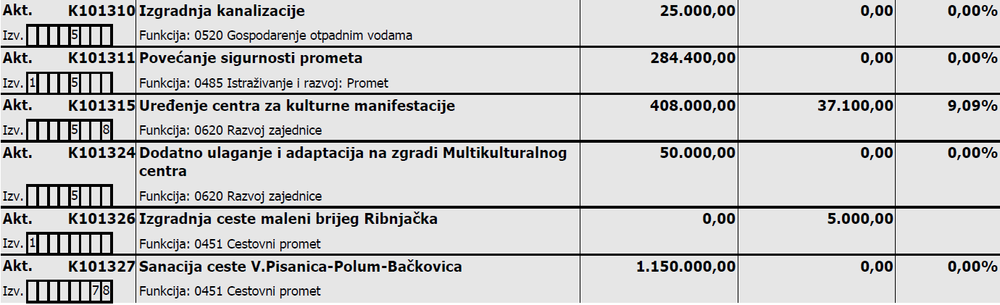 Akt. K101310 Izgradnja kanalizacije 25.000,00 0,00 0,00%
Izv. 5 Funkcija: 0520 Gospodarenje otpadnim vodama
Akt. K101311 Povećanje sigurnosti prometa 284.400,00 0,00 0,00%
Izv. 1 5 Funkcija: 0485 Istraživanje i razvoj: Promet
Akt. K101315 Uređenje centra za kulturne manifestacije 408.000,00 37.100,00 9,09%
Izv. 5 8 Funkcija: 0620 Razvoj zajednice
Akt. K101324 Dodatno ulaganje i adaptacija na zgradi Multikulturalnog 50.000,00 0,00 0,00%
centra
Izv. 5 Funkcija: 0620 Razvoj zajednice
Akt. K101326 Izgradnja ceste maleni brijeg Ribnjačka 0,00 5.000,00
Izv. 1 Funkcija: 0451 Cestovni promet
Akt. K101327 Sanacija ceste V.Pisanica-Polum-Bačkovica 1.150.000,00 0,00 0,00%
Izv. 7 8 Funkcija: 0451 Cestovni promet